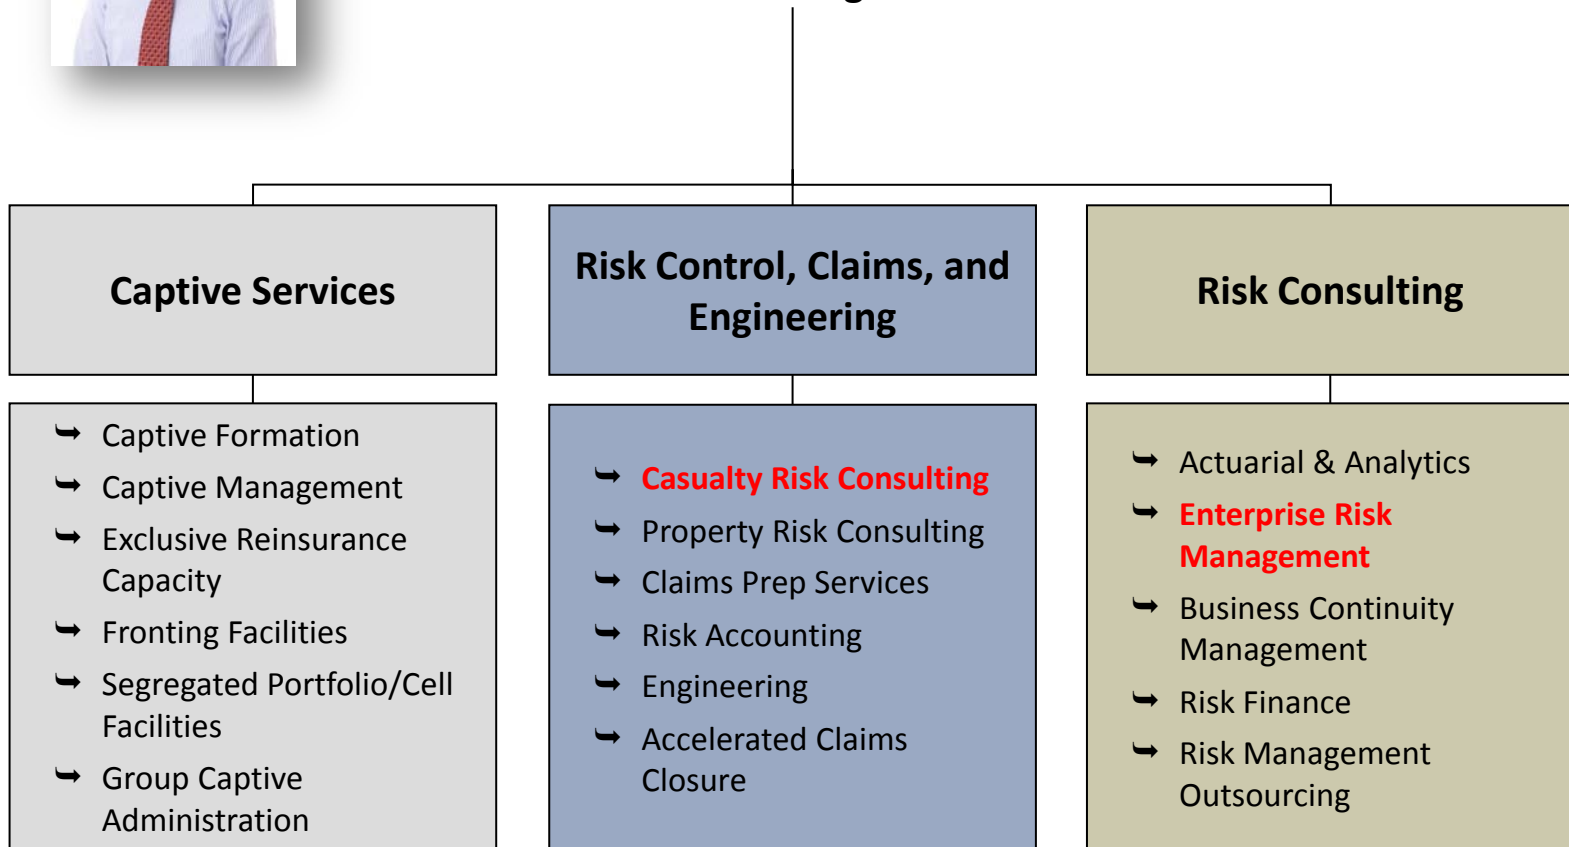 Captive Services
Risk Control, Claims, and
Engineering
Risk Consulting
Captive Formation
Captive Management
Exclusive Reinsurance
Capacity
Fronting Facilities
Segregated Portfolio/Cell
Facilities
Group Captive
Administration
Casualty Risk Consulting
Property Risk Consulting
Claims Prep Services
Risk Accounting
Engineering
Accelerated Claims
Closure
Actuarial & Analytics
Enterprise Risk
Management
Business Continuity
Management
Risk Finance
Risk Management
Outsourcing